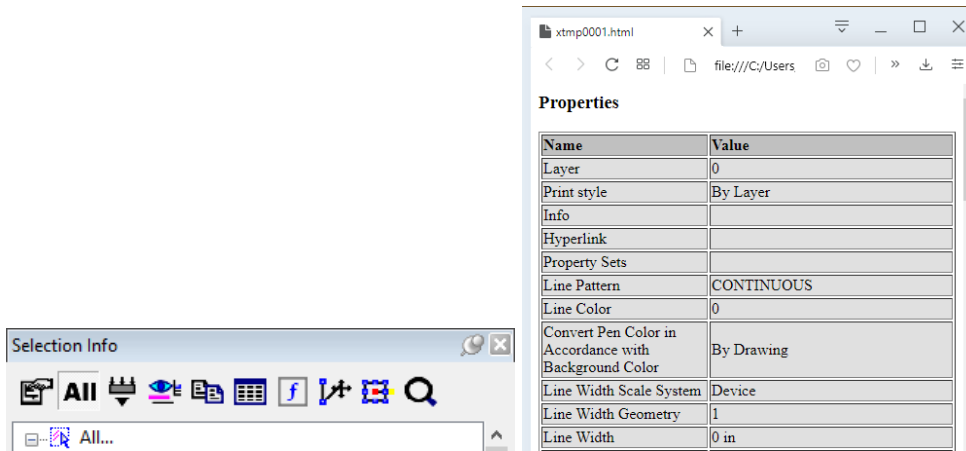 Selection Info
All
f
All...
xtmp0001.html
file:///C:/Users
Properties
Name Value
Layer 0
Print style By Layer
Info
Hyperlink
Property Sets
Line Pattern CONTINUOUS
Line Color 0
Convert Pen Color in
Accordance with
Background Color
By Drawing
Line Width Scale System Device
Line Width Geometry 1
Line Width 0 in